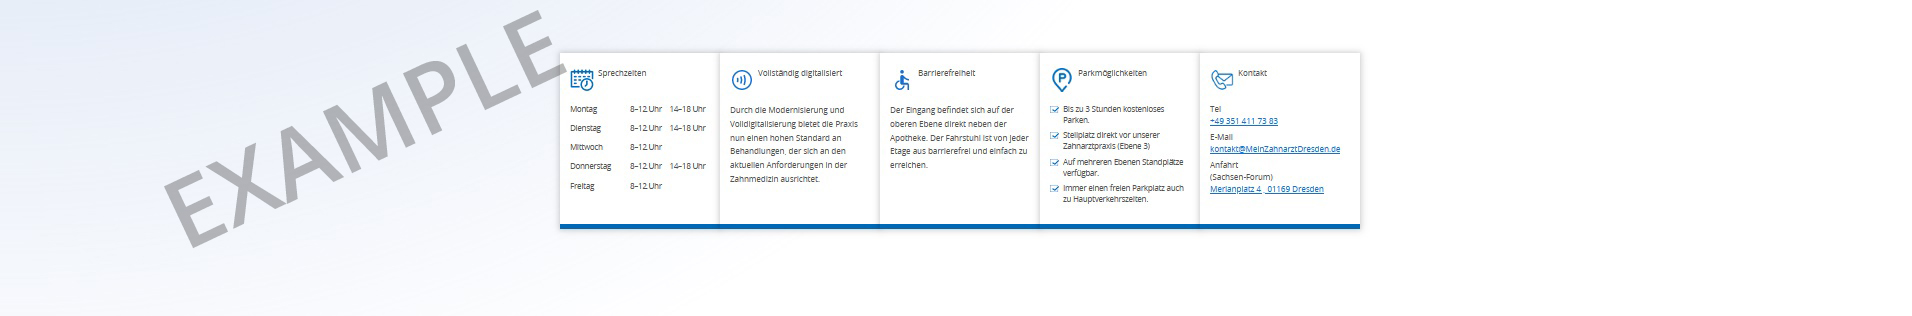 EXAMPLE
Sprechzeiten
Montag 8–12 Uhr 14–18 Uhr
Dienstag 8–12 Uhr 14–18 Uhr
Mittwoch 8–12 Uhr
Donnerstag 8–12 Uhr 14–18 Uhr
Freitag 8–12 Uhr
Vollständig digitalisiert
Durch die Modernisierung und
Volldigitalisierung bietet die Praxis
nun einen hohen Standard an
Behandlungen, der sich an den
aktuellen Anforderungen in der
Zahnmedizin ausrichtet.
Barrierefreiheit
Der Eingang befindet sich auf der
oberen Ebene direkt neben der
Apotheke. Der Fahrstuhl ist von jeder
Etage aus barrierefrei und einfach zu
erreichen.
Parkmöglichkeiten
Bis zu 3 Stunden kostenloses
Parken.
Stellplatz direkt vor unserer
Zahnarztpraxis (Ebene 3)
Auf mehreren Ebenen Standplätze
verfügbar.
Immer einen freien Parkplatz auch
zu Hauptverkehrszeiten.
Kontakt
Tel
+49 351 411 73 83
E-Mail
kontakt@MeinZahnarztDresden.de
Anfahrt
(Sachsen-Forum)
Merianplatz 4 , 01169 Dresden